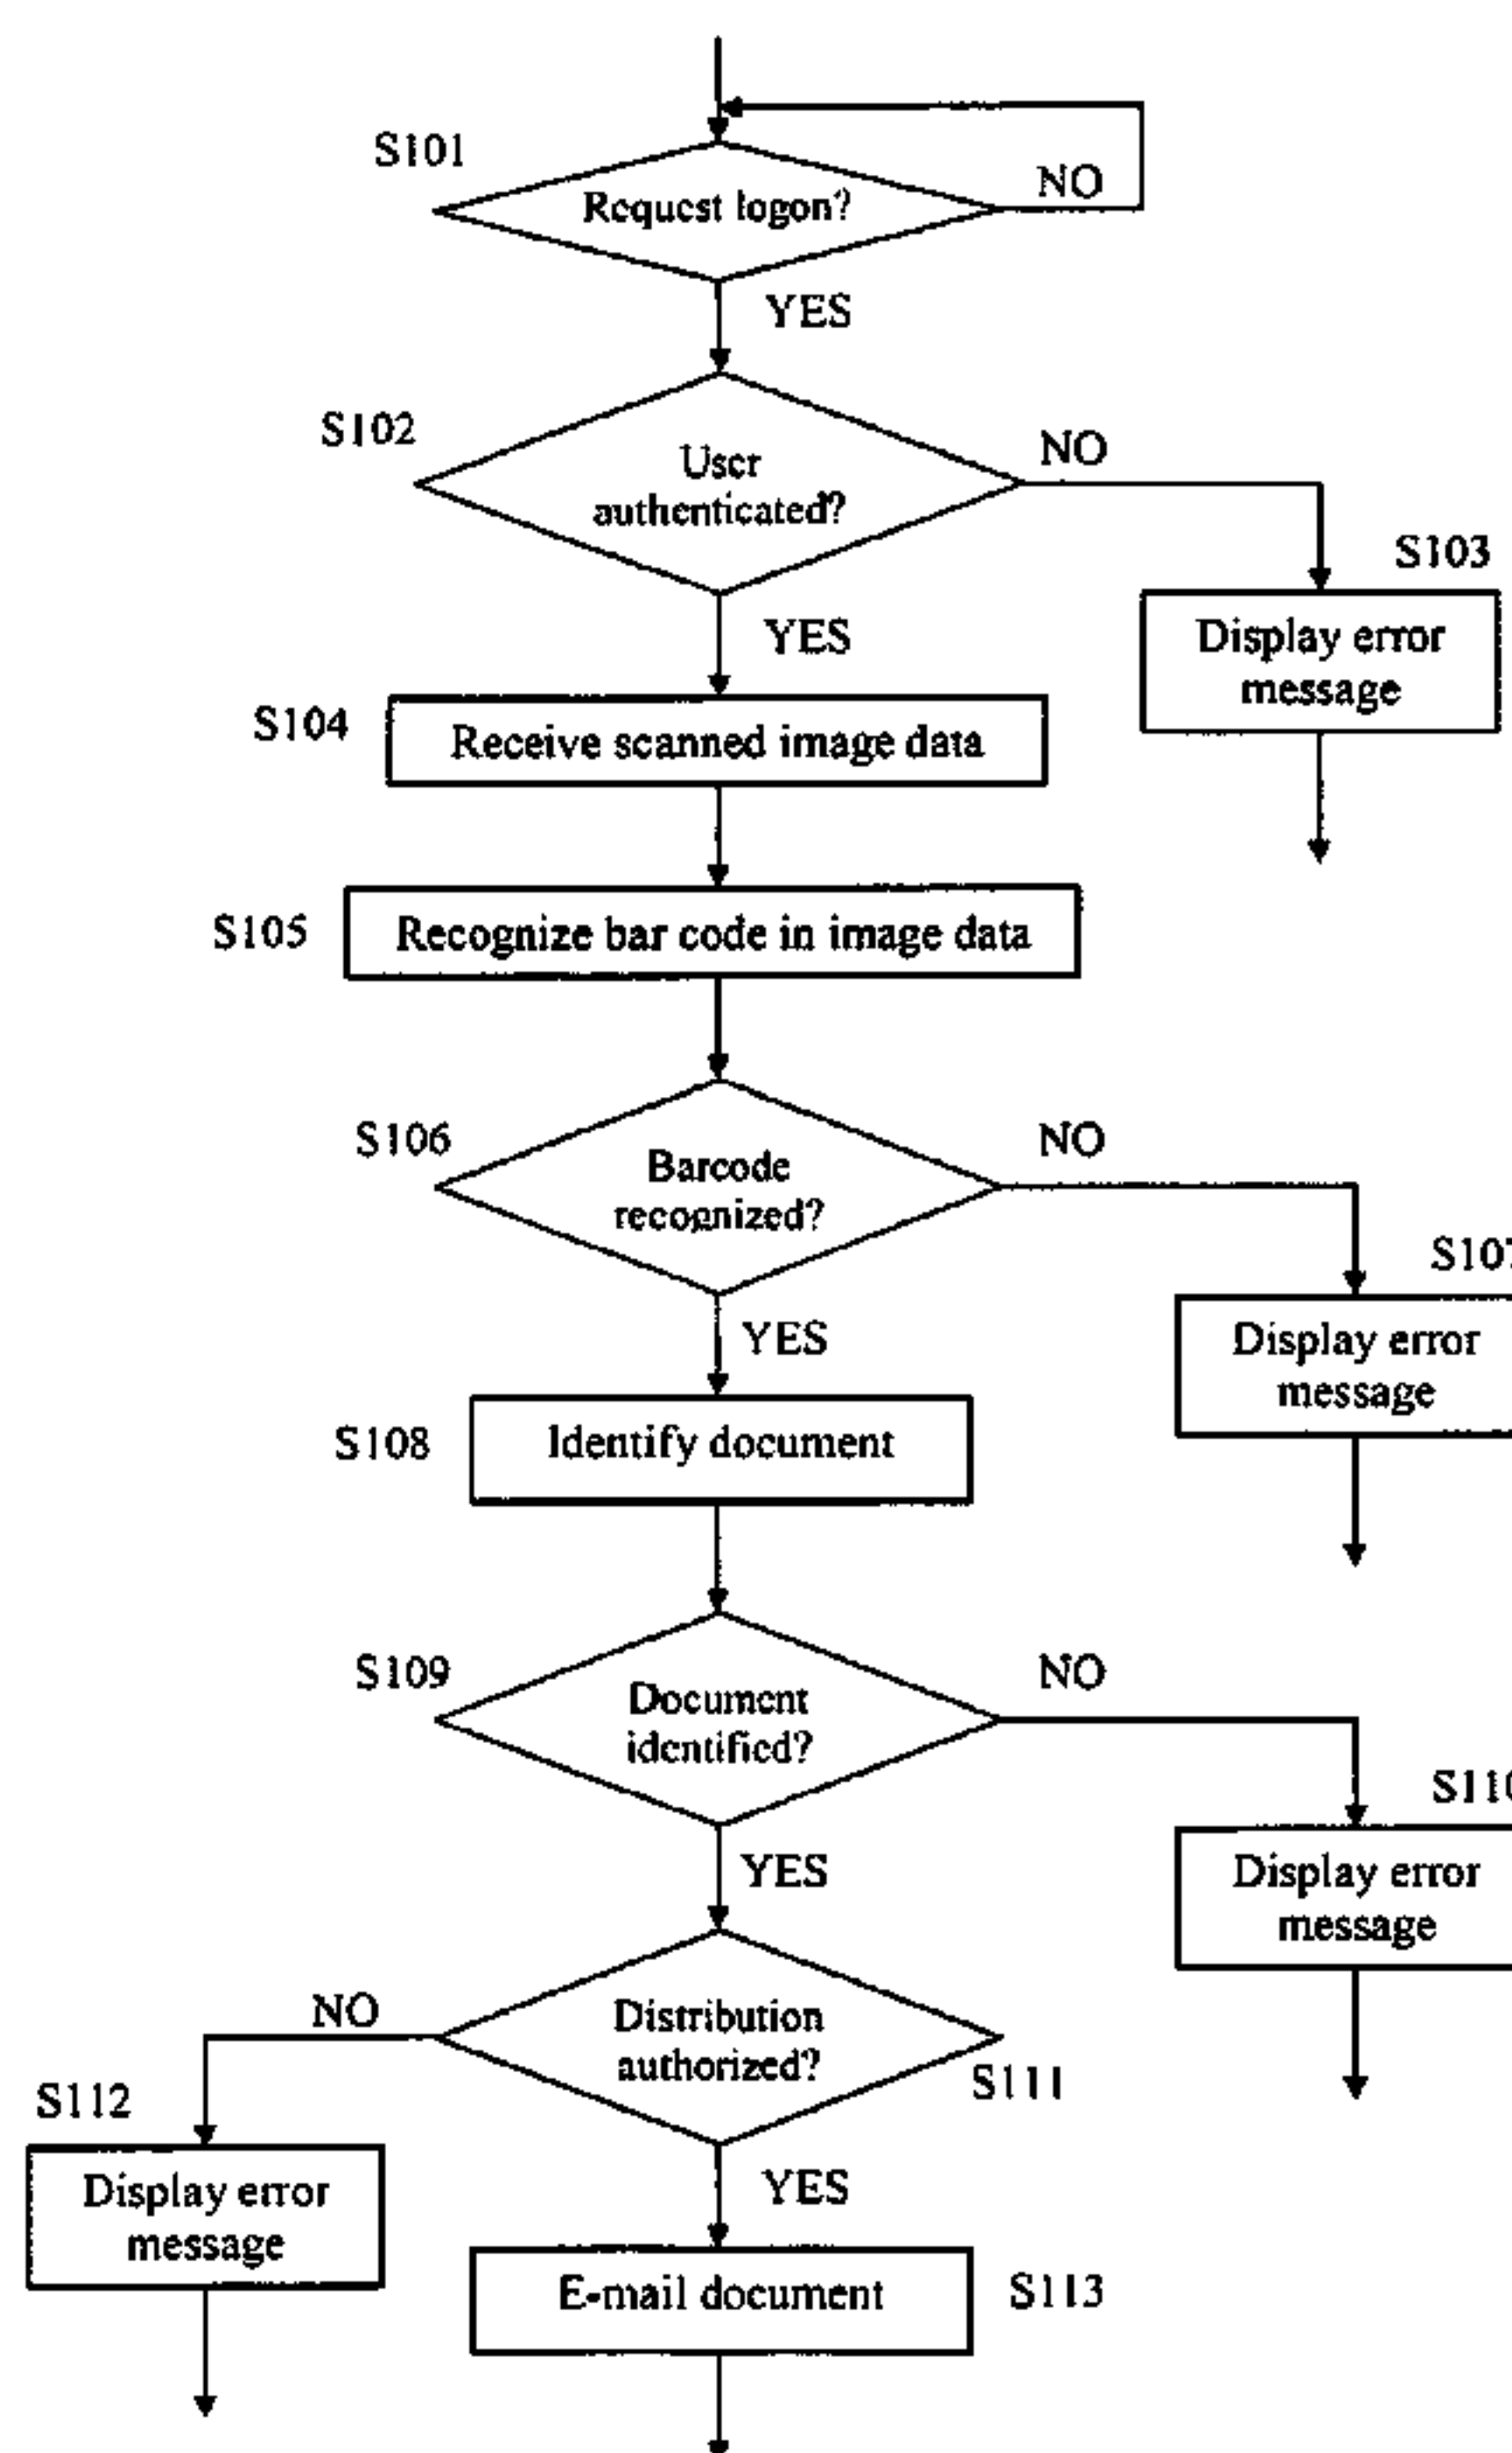 S101
Request logon?
NO
YES
S102
User
authenticated?
NO
S103
Display error
message
YES
S104
Receive scanned image data
S105
Recognize bar code in image data
S106
Barcode
recognized?
NO
S107
Display error
message
YES
S108
Identify document
S109
Document
identified?
NO
S110
Display error
message
YES
NO
Distribution
authorized?
S111
S112
Display error
message
YES
E-mail document
S113